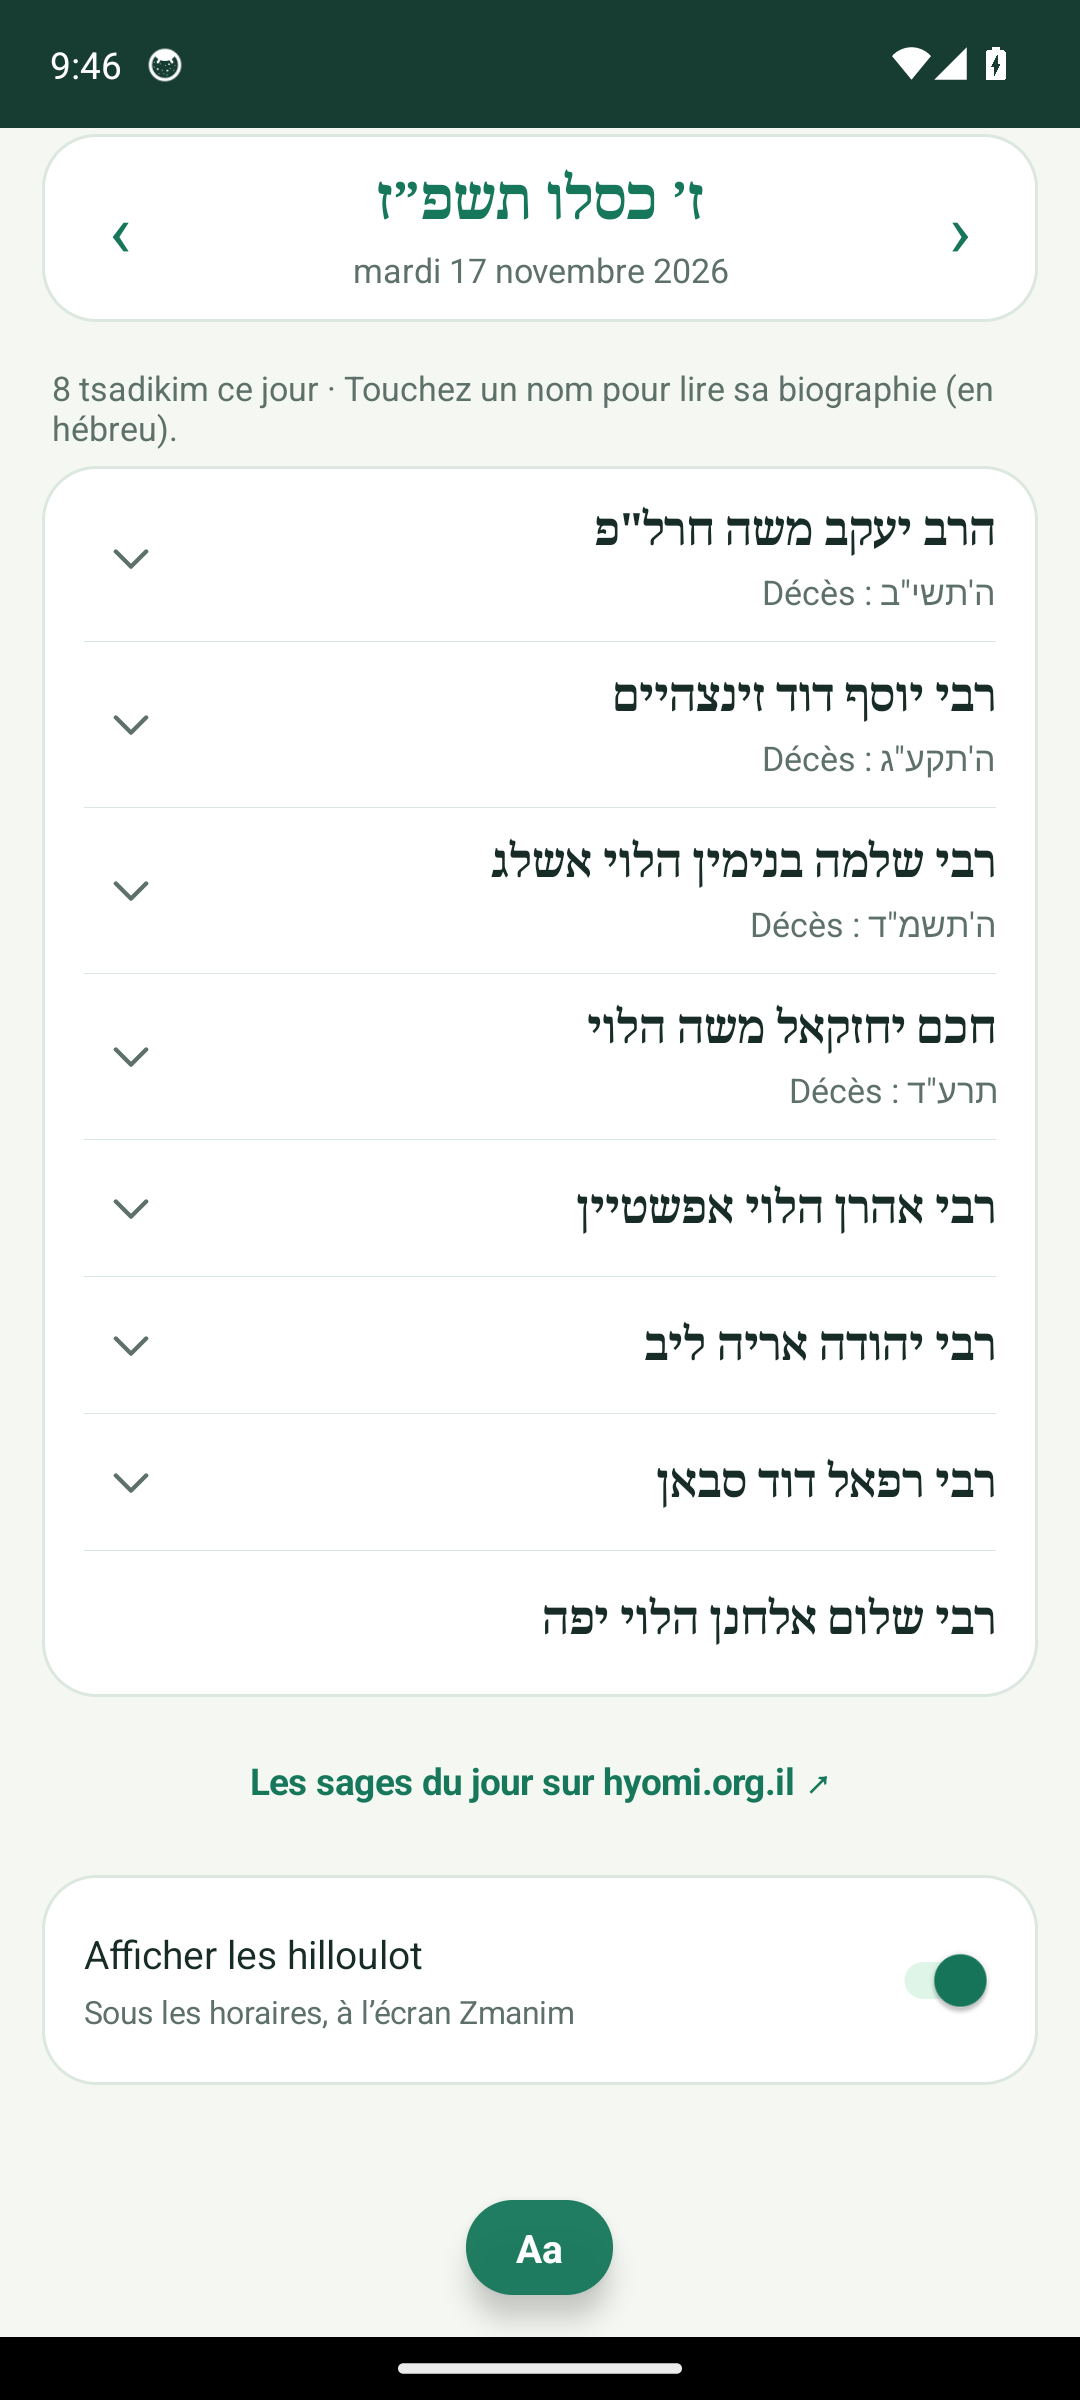 9:46
ז׳ כסלו תשפ״ז
mardi 17 novembre 2026
8 tsadikim ce jour · Touchez un nom pour lire sa biographie (en
hébreu).
הרב יעקב משה חרל"פ
Décès : ה'תשי"ב
רבי יוסף דוד זינצהיים
Décès : ה'תקע"ג
רבי שלמה בנימין הלוי אשלג
Décès : ה'תשמ"ד
חכם יחזקאל משה הלוי
Décès : תרע"ד
רבי אהרן הלוי אפשטיין
רבי יהודה אריה ליב
רבי רפאל דוד סבאן
רבי שלום אלחנן הלוי יפה
Les sages du jour sur hyomi.org.il ↗
Afficher les hilloulot
Sous les horaires, à l’écran Zmanim
Aa